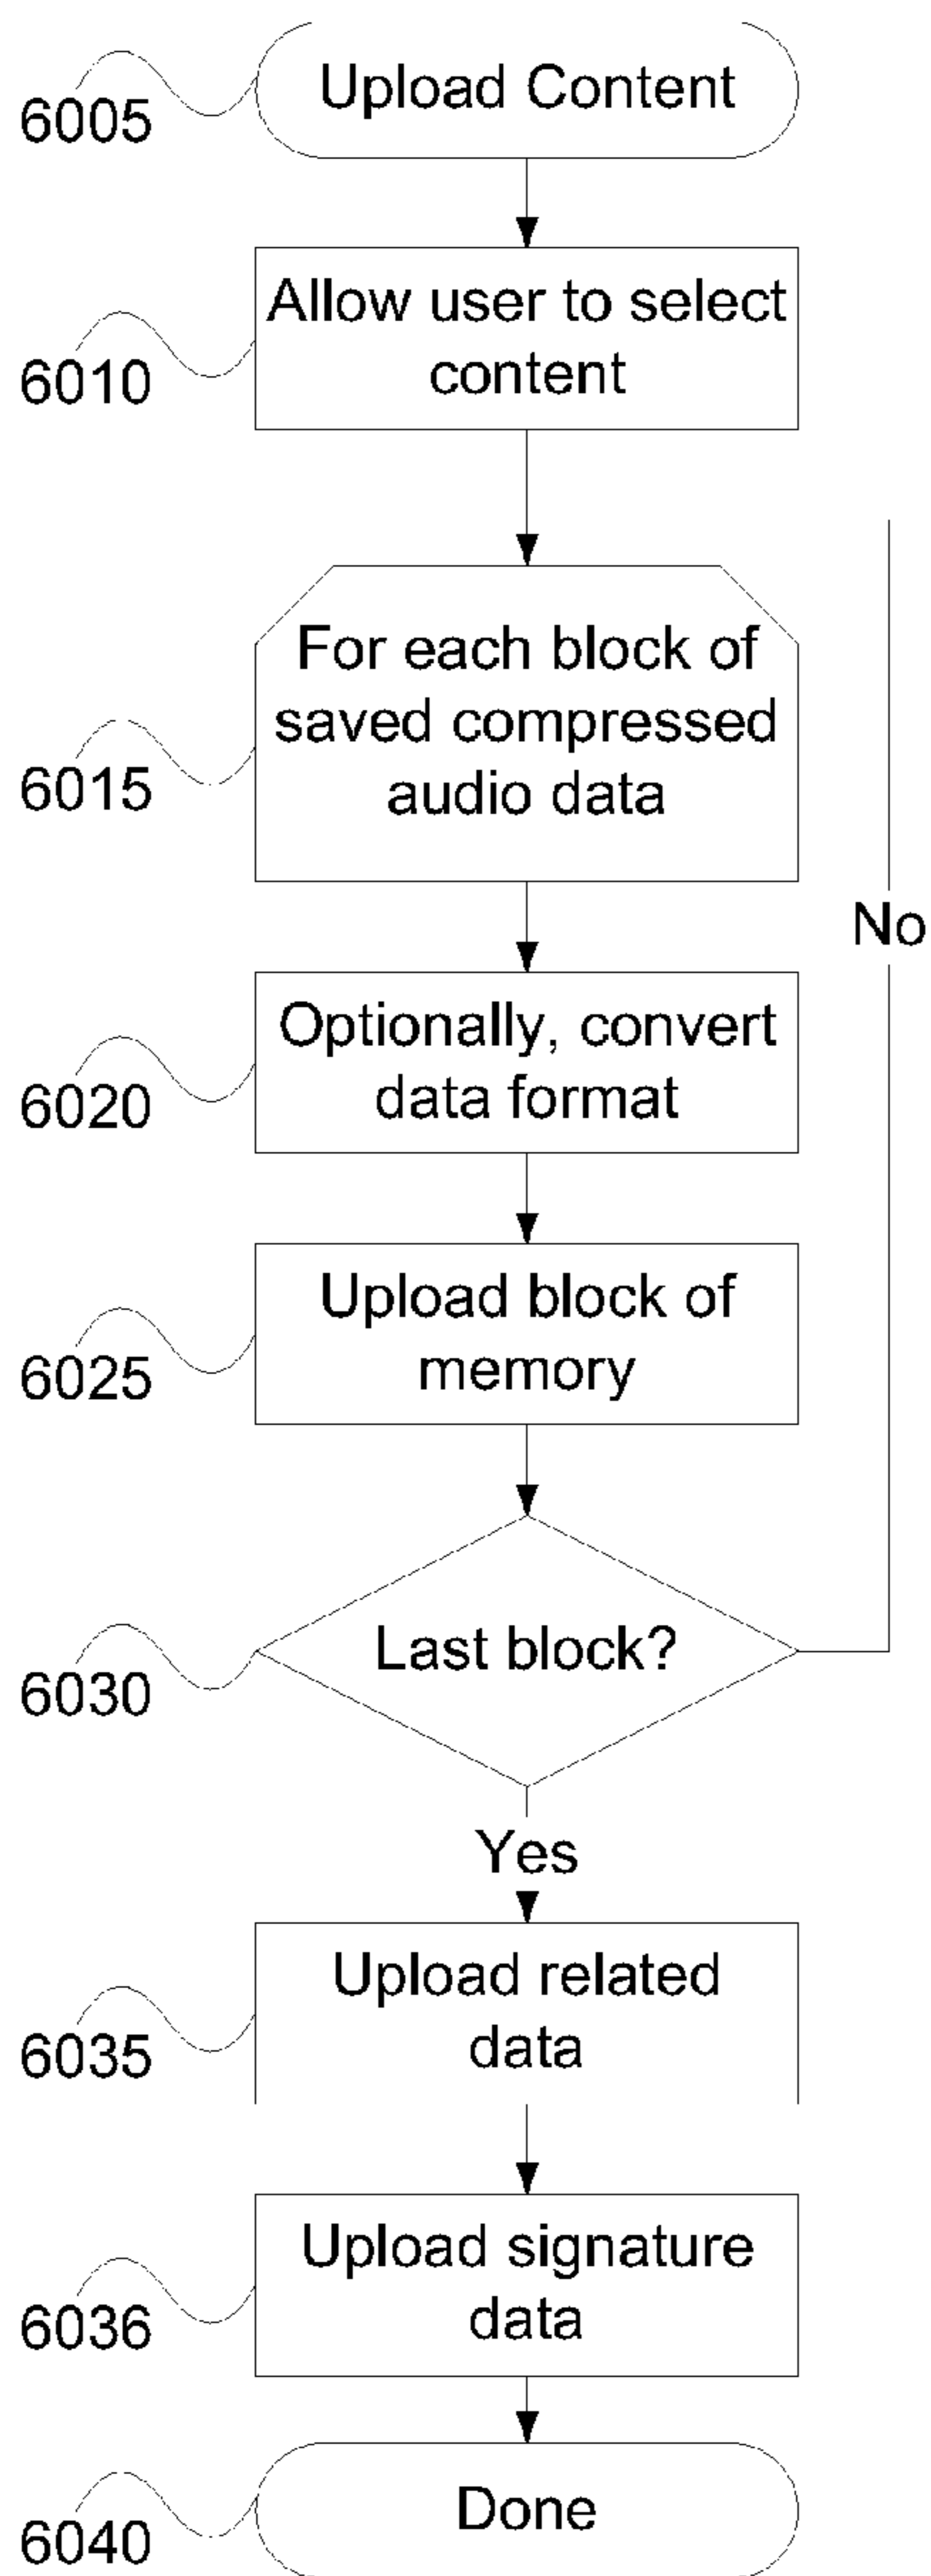 Upload Content
6005
Allow user to select
content
6010
For each block of
saved compressed
audio data
6015
No
Optionally, convert
data format
6020
Upload block of
memory
6025
Last block?
6030
Yes
Upload related
data
6035
Upload signature
data
6036
Done
6040